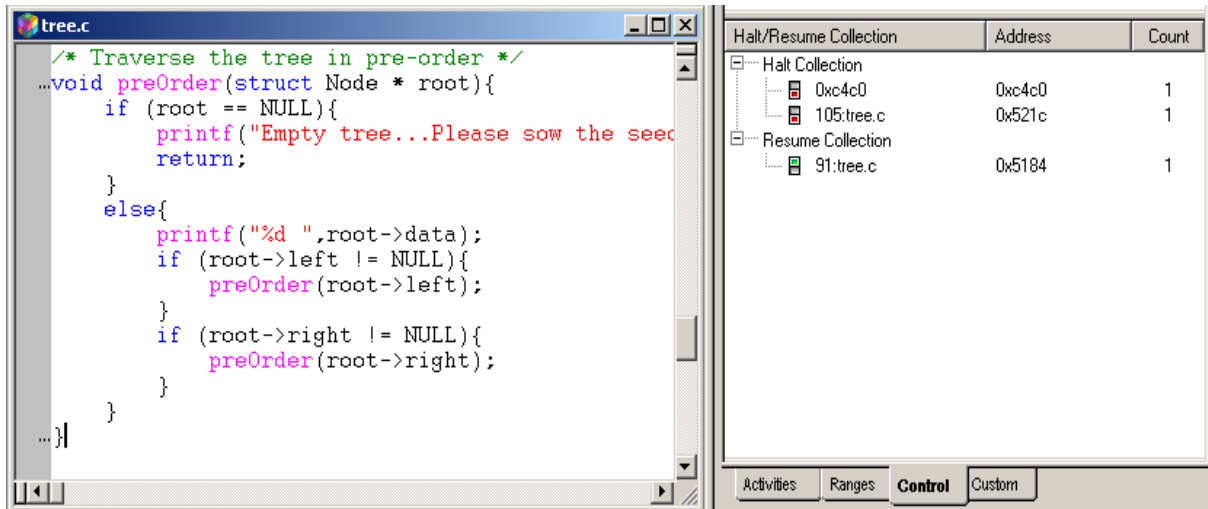 tree.c
/* Traverse the tree in pre-order */
void preOrder(struct Node * root){
if (root == NULL){
printf("Empty tree...Please sow the seed
return;
}
else{
printf("%d ",root->data);
if (root->left != NULL){
preOrder(root->left);
}
if (root->right != NULL){
preOrder(root->right);
}
}
}
Halt/Resume Collection Address Count
Halt Collection
0xc4c0 0xc4c0 1
105:tree.c 0x521c 1
Resume Collection
91:tree.c 0x5184 1
Activities Ranges Control Custom